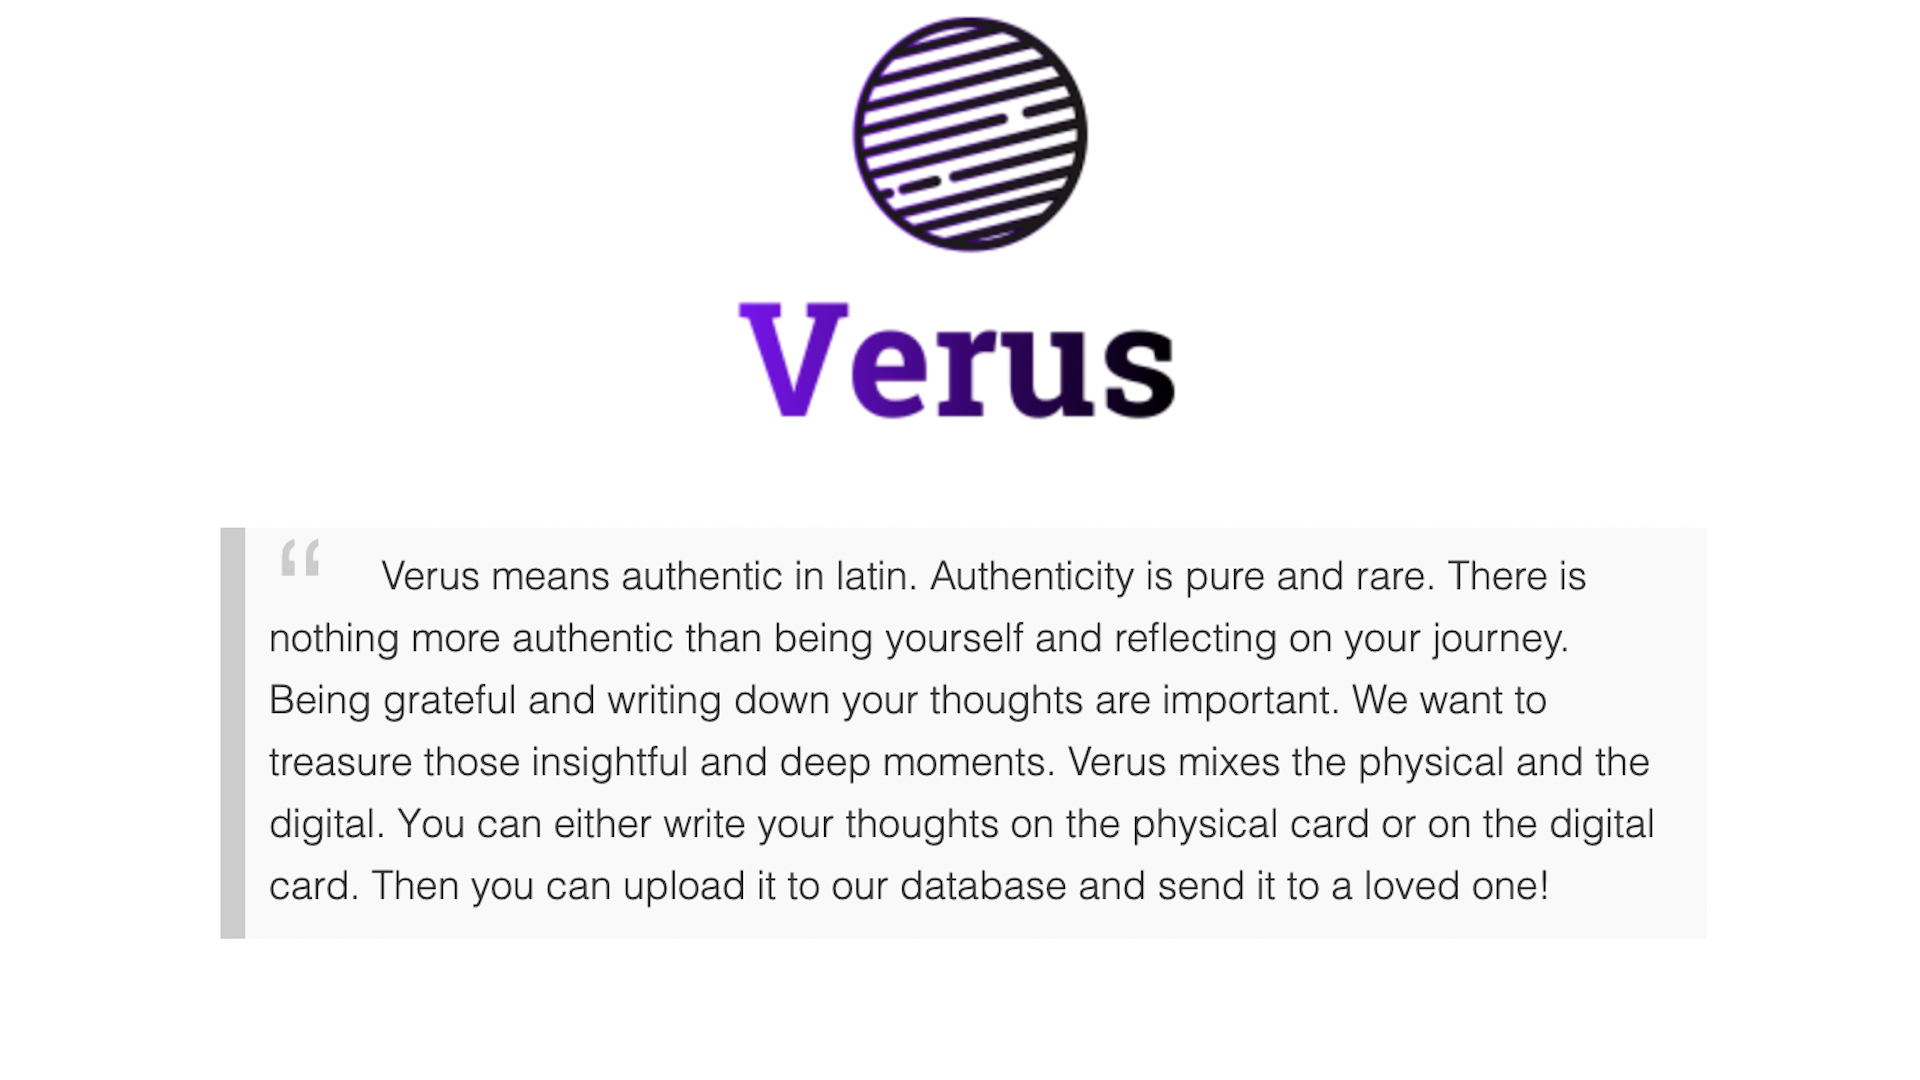 Verus
“ Verus means authentic in latin. Authenticity is pure and rare. There is
nothing more authentic than being yourself and reflecting on your journey.
Being grateful and writing down your thoughts are important. We want to
treasure those insightful and deep moments. Verus mixes the physical and the
digital. You can either write your thoughts on the physical card or on the digital
card. Then you can upload it to our database and send it to a loved one!